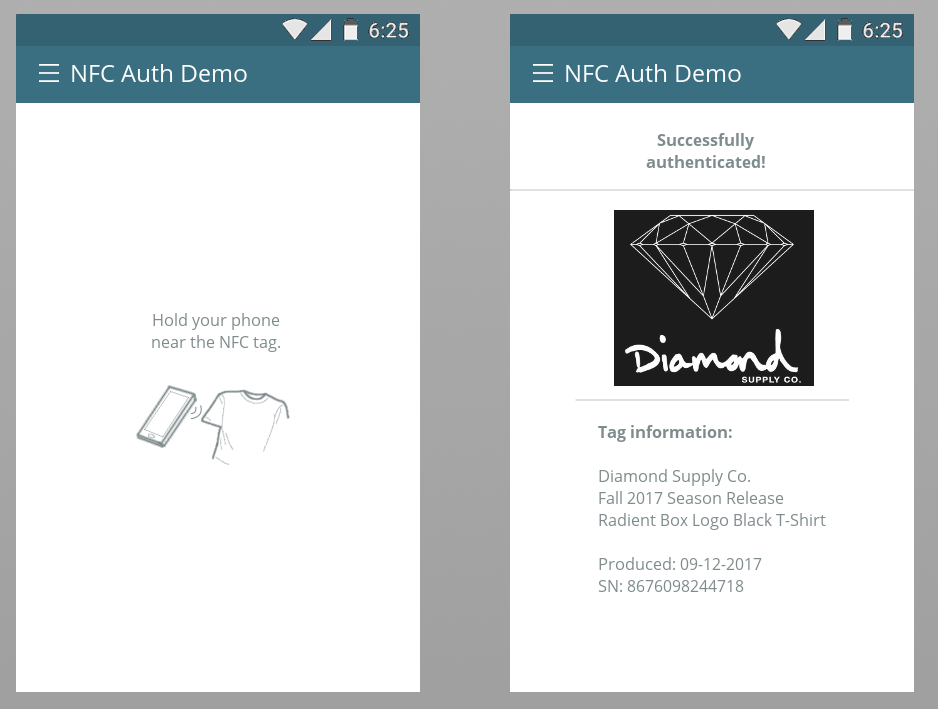 6:25
NFC Auth Demo
Hold your phone
near the NFC tag.
6:25
NFC Auth Demo
Successfully
authenticated!
Diamond
SUPPLY CO.
Tag information:
Diamond Supply Co.
Fall 2017 Season Release
Radient Box Logo Black T-Shirt
Produced: 09-12-2017
SN: 8676098244718